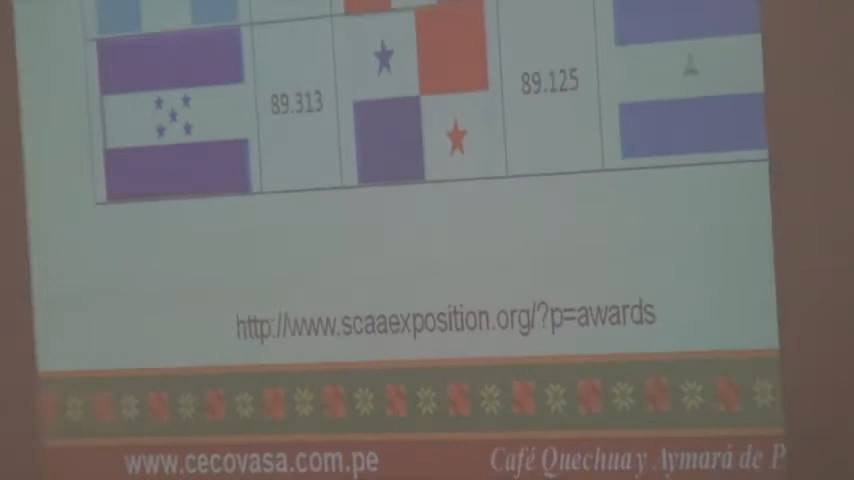 89.313
89.125
http://www.scaaexposition.org/?p=awards
www.cecovasa.com.pe
Café Quechua y Aymará de P